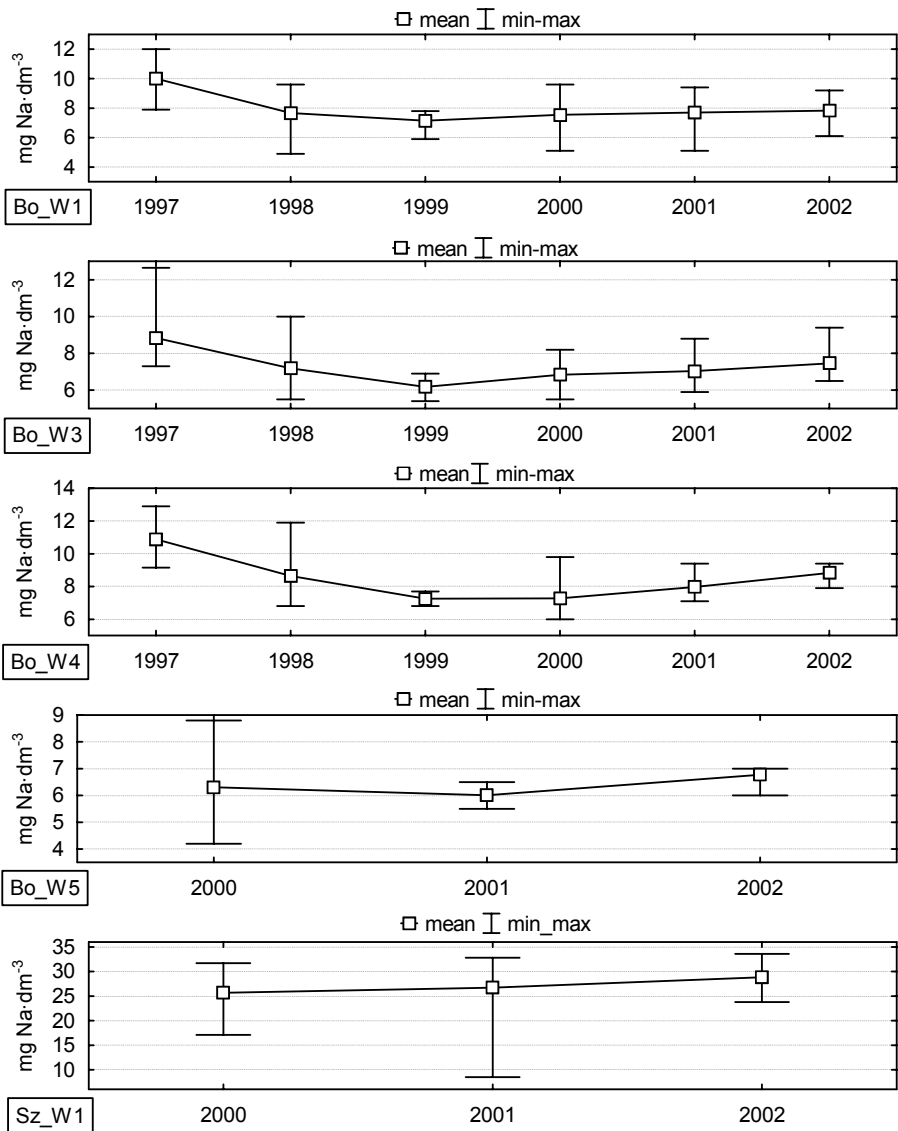 mean min-max
mg Na·dm-3
12
10
8
6
4
Bo_W1
1997 1998 1999 2000 2001 2002
mean min-max
mg Na·dm-3
12
10
8
6
Bo_W3
1997 1998 1999 2000 2001 2002
mean min-max
mg Na·dm-3
14
12
10
8
6
Bo_W4
1997 1998 1999 2000 2001 2002
mean min-max
mg Na·dm-3
9
8
7
6
5
4
Bo_W5
2000 2001 2002
mean min_max
mg Na·dm-3
35
30
25
20
15
10
Sz_W1
2000 2001 2002